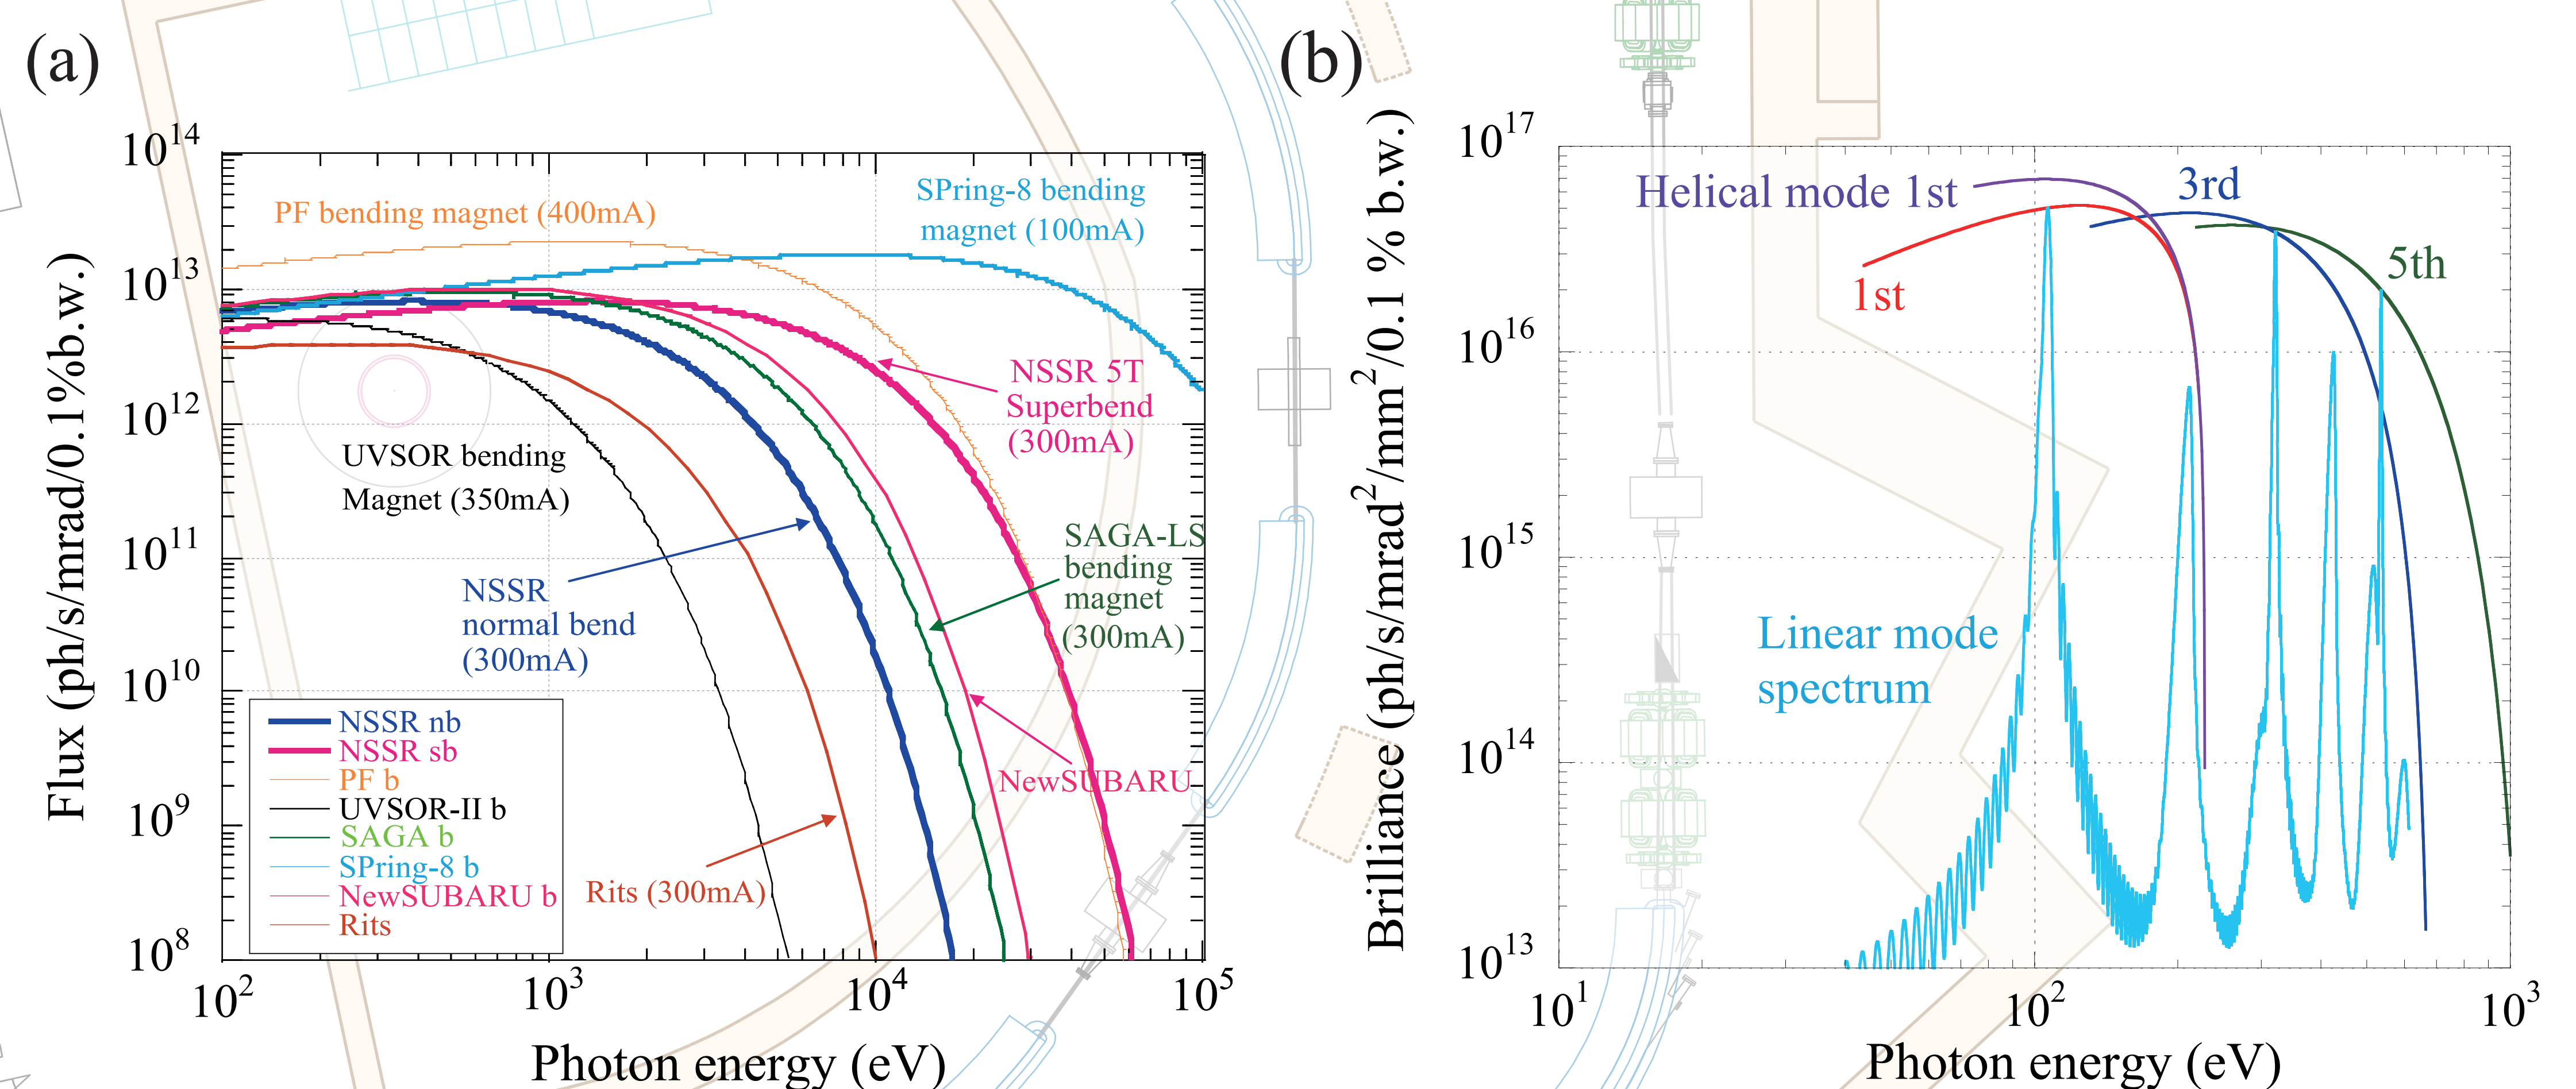 (a)
10^14
10^13
10^12
10^11
10^10
10^9
10^8
Flux (ph/s/mrad/0.1%b.w.)
PF bending magnet (400mA)
SPring-8 bending
magnet (100mA)
NSSR 5T
Superbend
(300mA)
UVSOR bending
Magnet (350mA)
SAGA-LS
bending
magnet
(300mA)
NSSR
normal bend
(300mA)
NewSUBARU
Rits (300mA)
NSSR nb
NSSR sb
PF b
UVSOR-II b
SAGA b
SPring-8 b
NewSUBARU b
Rits
10^2
10^3
10^4
10^5
Photon energy (eV)
(b)
10^17
10^16
10^15
10^14
10^13
Brilliance (ph/s/mrad^2/mm^2/0.1 % b.w.)
Helical mode 1st
3rd
1st
5th
Linear mode
spectrum
10^1
10^2
10^3
Photon energy (eV)